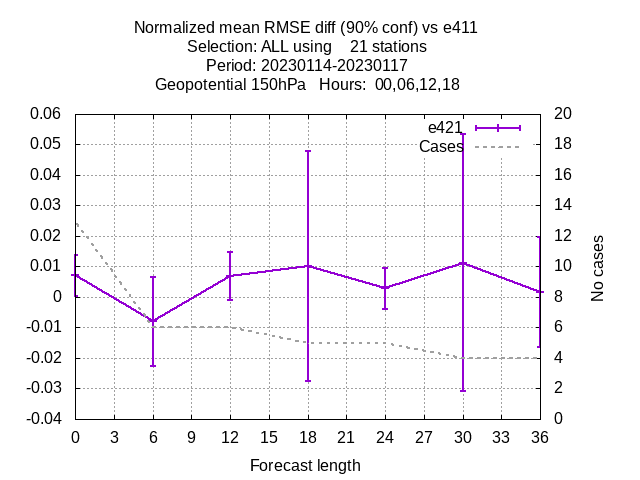 Normalized mean RMSE diff (90% conf) vs e411
Selection: ALL using    21 stations
Period: 20230114-20230117
Geopotential 150hPa   Hours:  00,06,12,18
e421
Cases
0.06
0.05
0.04
0.03
0.02
0.01
0
-0.01
-0.02
-0.03
-0.04
20
18
16
14
12
10
8
6
4
2
0
No cases
0 3 6 9 12 15 18 21 24 27 30 33 36
Forecast length